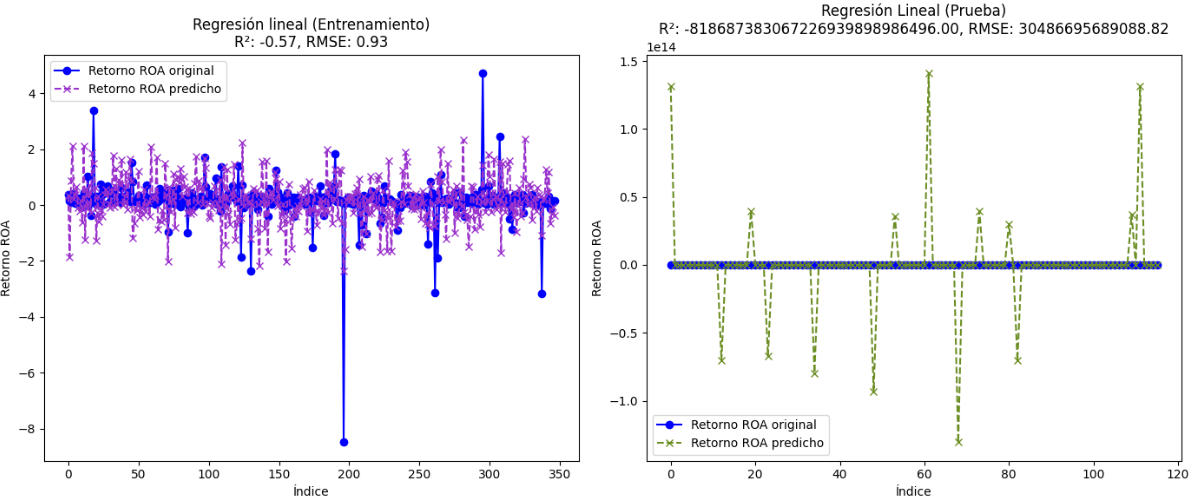 Regresión lineal (Entrenamiento)
R²: -0.57, RMSE: 0.93
Retorno ROA original
Retorno ROA predicho
Retorno ROA
4
2
0
−2
−4
−6
−8
0
50
100
150
200
250
300
350
Índice
Regresión Lineal (Prueba)
R²: -8186873830672269398989864​96.00, RMSE: 30486695689088.82
1e14
Retorno ROA
1.5
1.0
0.5
0.0
−0.5
−1.0
Retorno ROA original
Retorno ROA predicho
0
20
40
60
80
100
120
Índice